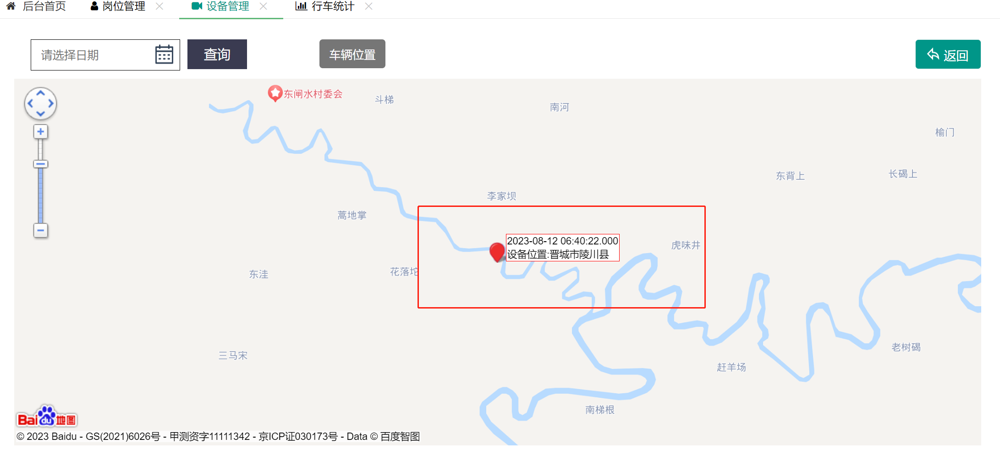 后台首页 岗位管理 设备管理 行车统计
请选择日期 查询 车辆位置 返回
东闸水村委会
斗梯
南河
榆门
长碣上
东背上
李家坝
蒿地掌
2023-08-12 06:40:22.000
设备位置:晋城市陵川县
虎味井
花落坨
东洼
老树碣
三马宋
赶羊场
南梯根
Bai du 地图
© 2023 Baidu - GS(2021)6026号 - 甲测资字11111342 - 京ICP证030173号 - Data © 百度智图